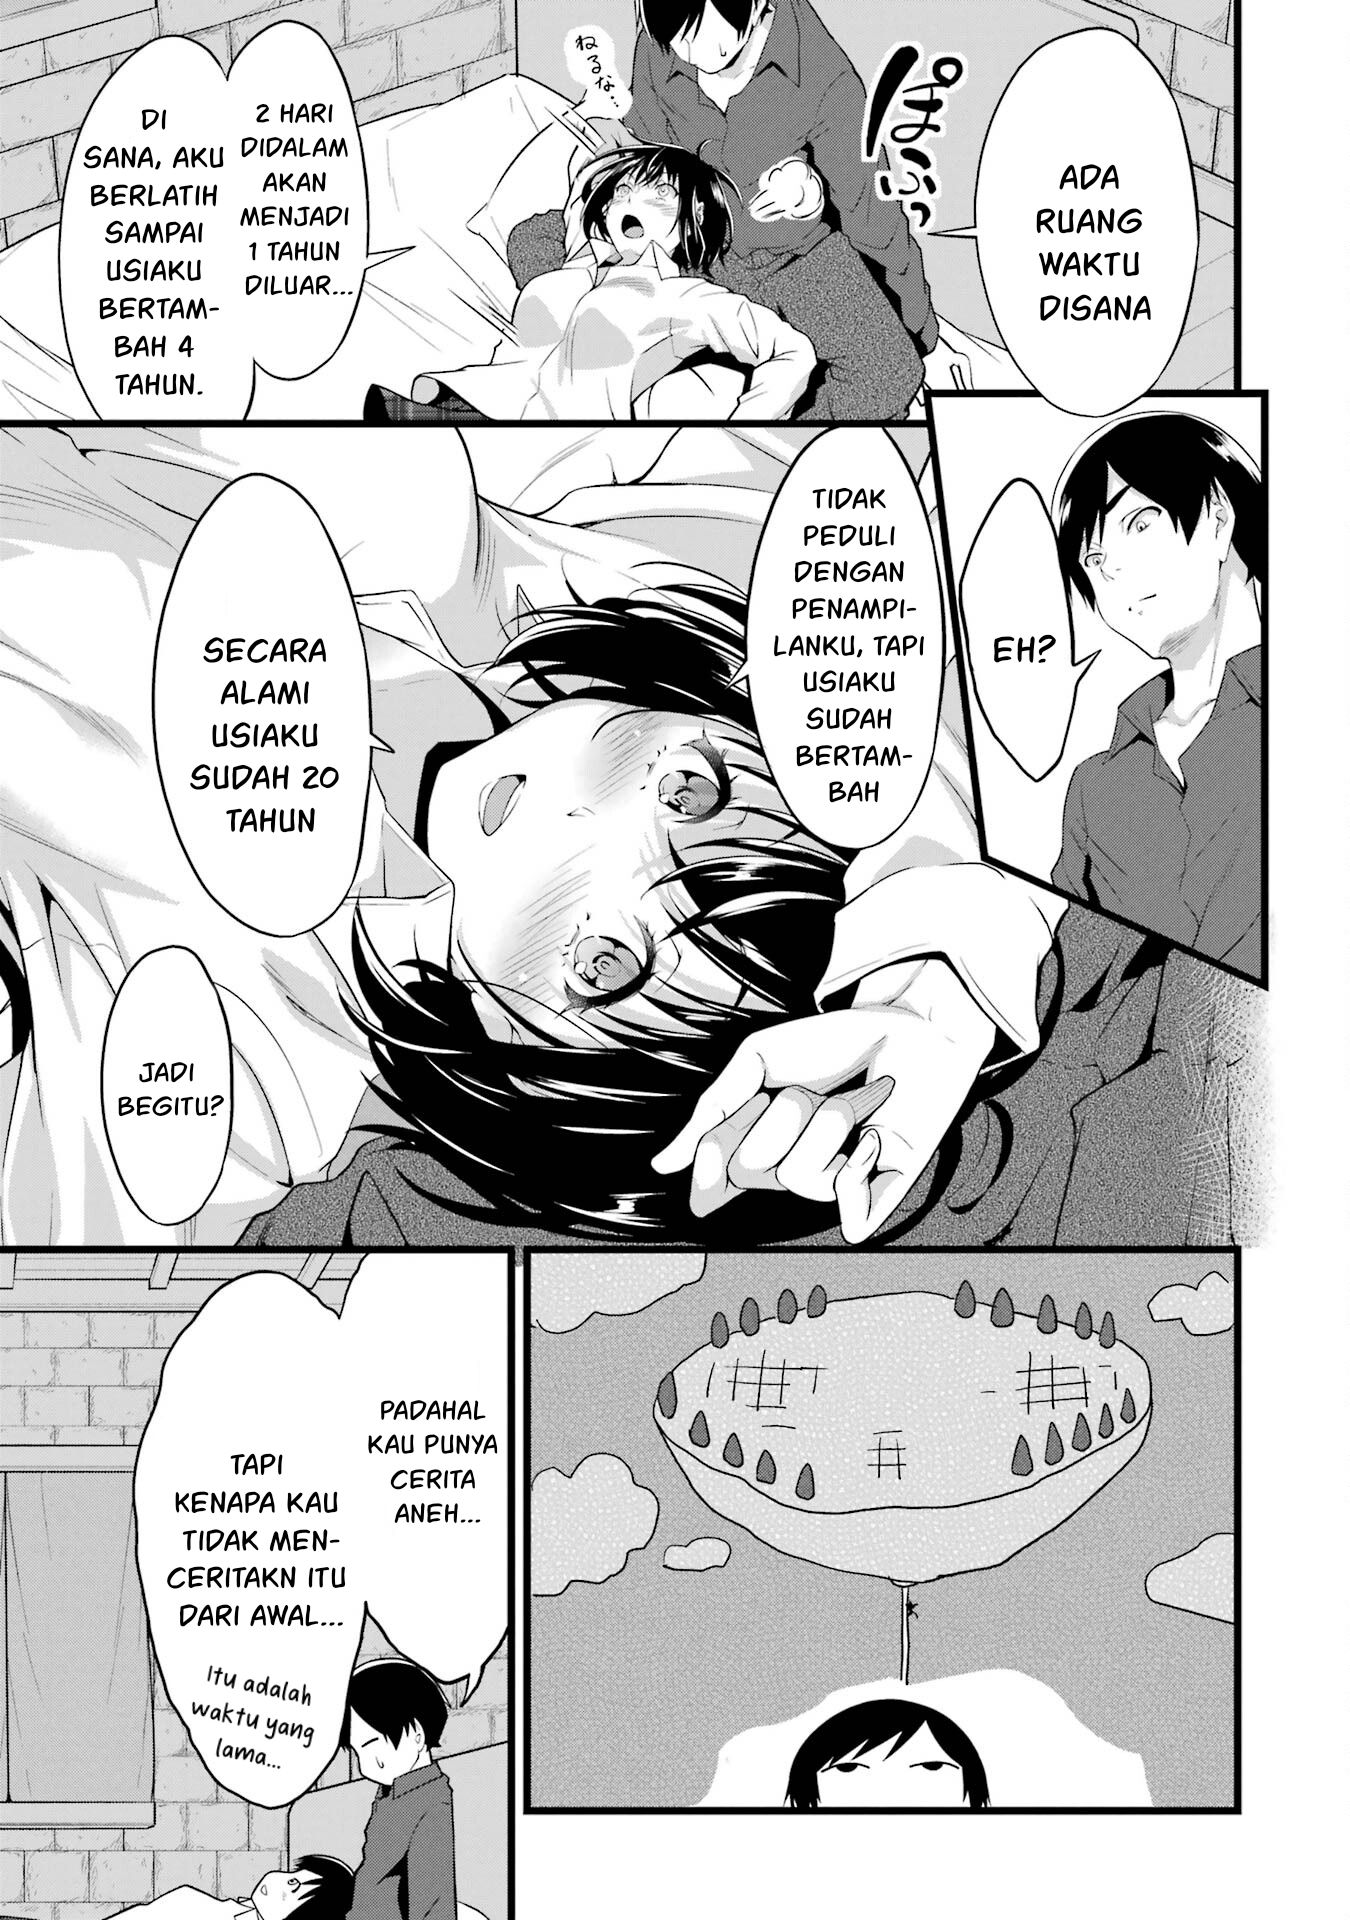 ADA
RUANG
WAKTU
DISANA
ぽふっ
ねるな…
2 HARI
DIDALAM
AKAN
MENJADI
1 TAHUN
DILUAR...
DI
SANA, AKU
BERLATIH
SAMPAI
USIAKU
BERTAM-
BAH 4
TAHUN.
EH?
TIDAK
PEDULI
DENGAN
PENAMPI-
LANKU, TAPI
USIAKU
SUDAH
BERTAM-
BAH
SECARA
ALAMI
USIAKU
SUDAH 20
TAHUN
JADI
BEGITU?
PADAHAL
KAU PUNYA
CERITA
ANEH...
TAPI
KENAPA KAU
TIDAK MEN-
CERITAKN ITU
DARI AWAL...
Itu adalah
waktu yang
lama...